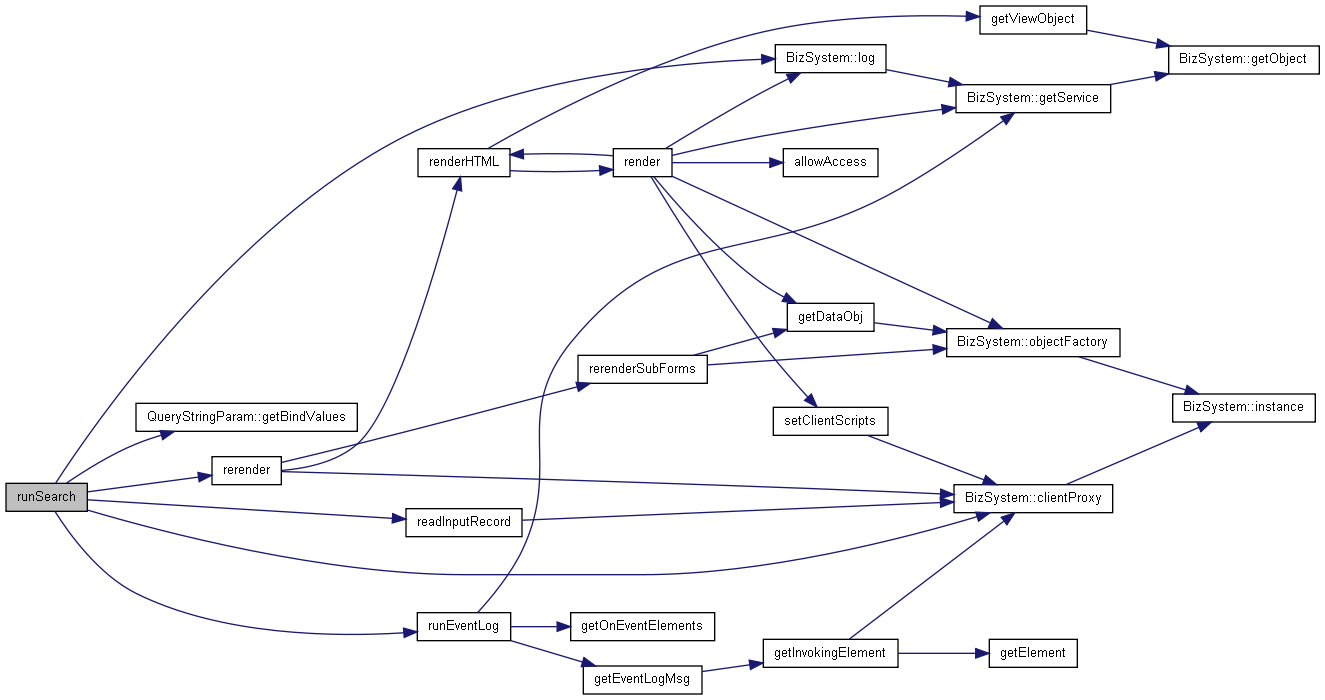 getViewObject
BizSystem::log
BizSystem::getObject
BizSystem::getService
renderHTML
render
allowAccess
getDataObj
BizSystem::objectFactory
rerenderSubForms
QueryStringParam::getBindValues
setClientScripts
BizSystem::instance
rerender
runSearch
BizSystem::clientProxy
readInputRecord
runEventLog
getOnEventElements
getInvokingElement
getElement
getEventLogMsg